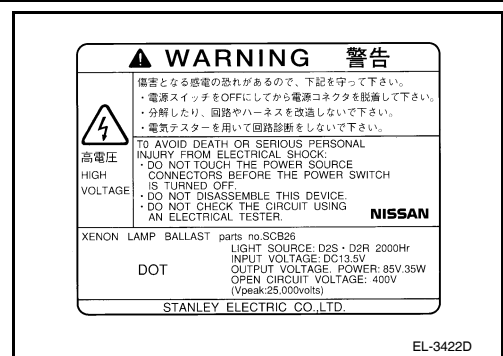 WARNING 警告
傷害となる感電の恐れがあるので、下記を守って下さい。
・電源スイッチをOFFにしてから電源コネクタを脱着して下さい。
・分解したり、回路やハーネスを改造しないで下さい。
・電気テスターを用いて回路診断をしないで下さい。
高電圧
HIGH
VOLTAGE
TO AVOID DEATH OR SERIOUS PERSONAL
INJURY FROM ELECTRICAL SHOCK:
・DO NOT TOUCH THE POWER SOURCE
CONNECTORS BEFORE THE POWER SWITCH
IS TURNED OFF.
・DO NOT DISASSEMBLE THIS DEVICE.
・DO NOT CHECK THE CIRCUIT USING
AN ELECTRICAL TESTER.
NISSAN
XENON LAMP BALLAST parts no.SCB26
DOT
LIGHT SOURCE: D2S・D2R 2000Hr
INPUT VOLTAGE: DC13.5V
OUTPUT VOLTAGE. POWER: 85V.35W
OPEN CIRCUIT VOLTAGE: 400V
(Vpeak:25,000volts)
STANLEY ELECTRIC CO.,LTD.
EL-3422D